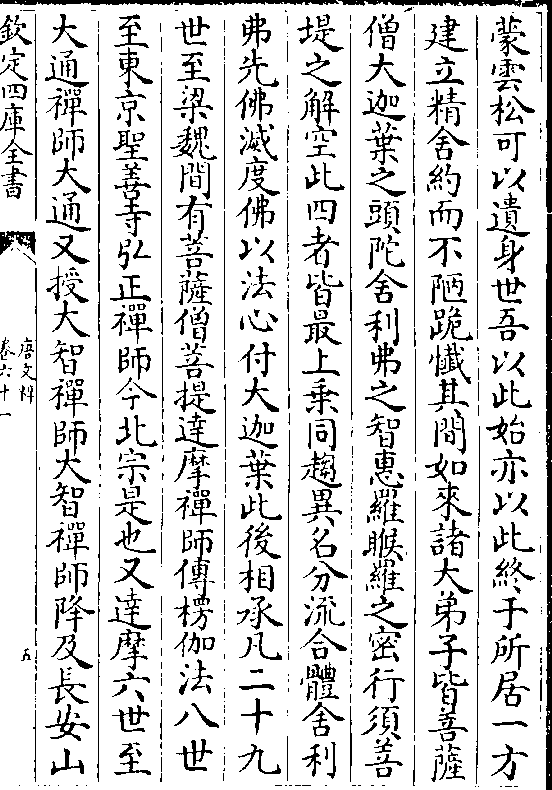 蒙雲松可以遺身世吾以此始亦以此終于所居一方
建立精舍約而不陋跪懺其間如來諸大弟子皆菩薩
僧大迦葉之頭陀舍利弗之智惠羅睺羅之密行須善
堤之解空此四者皆最上乗同趨異名分流合體舍利
弗先佛滅度佛以法心付大迦葉此後相承凡二十九
世至梁魏間有菩薩僧菩提達摩禪師傳楞伽法八世
至東京聖善寺弘正禪師今北宗是也又達摩六世至
大通禪師大通又授大智禪師大智禪師降及長安山
欽定四庫全書
唐文粹
卷六十一
五